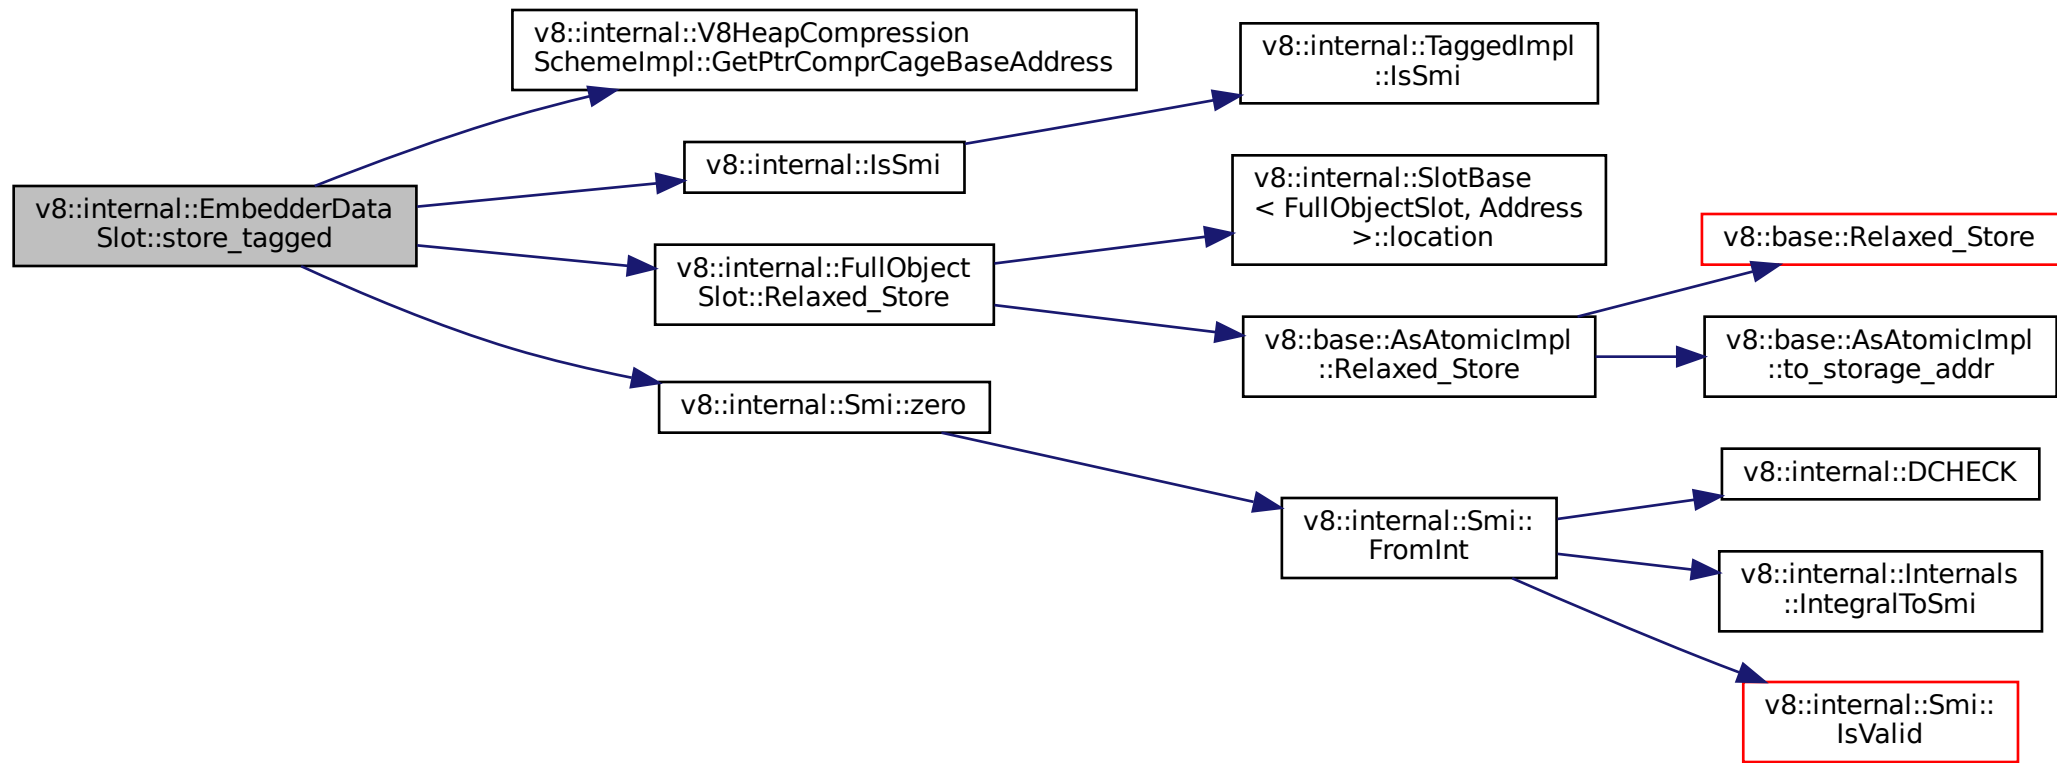 v8::internal::EmbedderData
Slot::store_tagged
v8::internal::V8HeapCompression
SchemeImpl::GetPtrComprCageBaseAddress
v8::internal::IsSmi
v8::internal::TaggedImpl
::IsSmi
v8::internal::FullObject
Slot::Relaxed_Store
v8::internal::SlotBase
< FullObjectSlot, Address
>::location
v8::base::AsAtomicImpl
::Relaxed_Store
v8::base::Relaxed_Store
v8::base::AsAtomicImpl
::to_storage_addr
v8::internal::Smi::zero
v8::internal::Smi::
FromInt
v8::internal::DCHECK
v8::internal::Internals
::IntegralToSmi
v8::internal::Smi::
IsValid